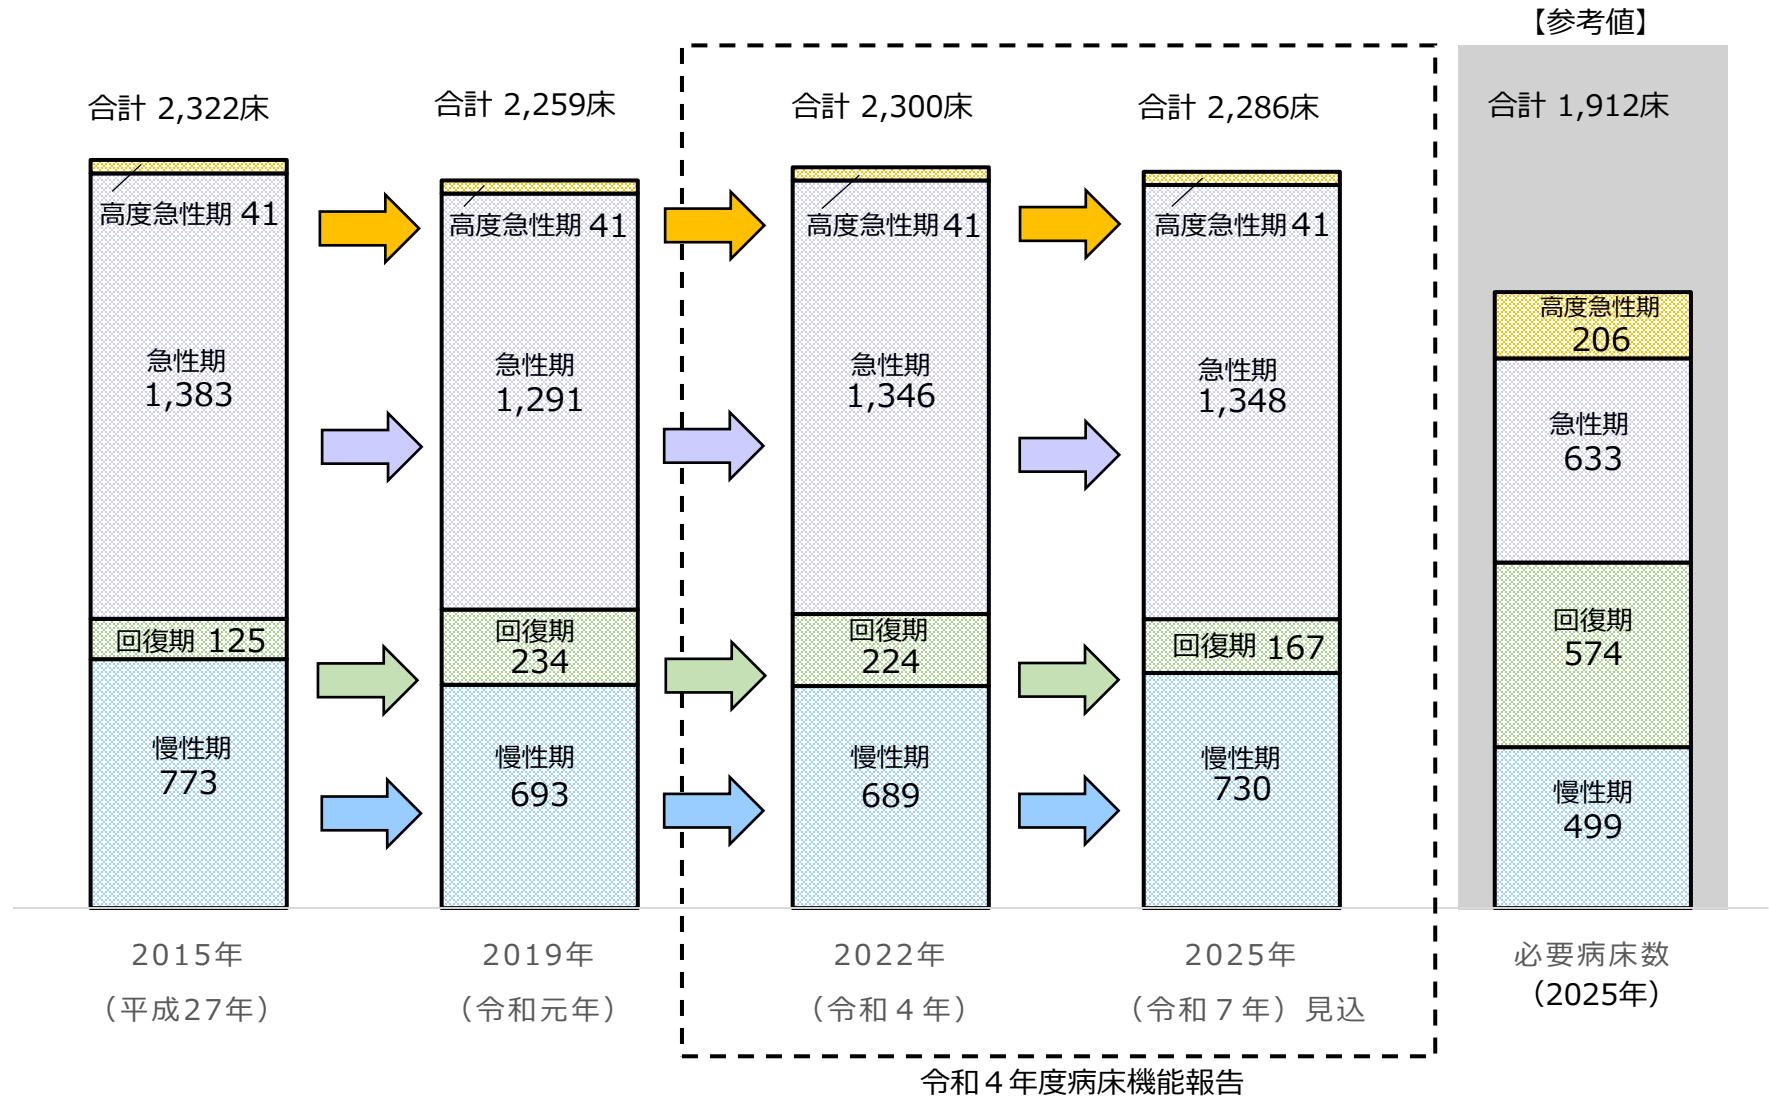 【参考値】
合計 2,322床
合計 2,259床
合計 2,300床
合計 2,286床
合計 1,912床
高度急性期 41
急性期
1,383
回復期 125
慢性期
773
高度急性期 41
急性期
1,291
回復期
234
慢性期
693
高度急性期 41
急性期
1,346
回復期
224
慢性期
689
高度急性期 41
急性期
1,348
回復期 167
慢性期
730
高度急性期
206
急性期
633
回復期
574
慢性期
499
2015年
（平成27年）
2019年
（令和元年）
2022年
（令和４年）
2025年
（令和７年）見込
必要病床数
（2025年）
令和４年度病床機能報告